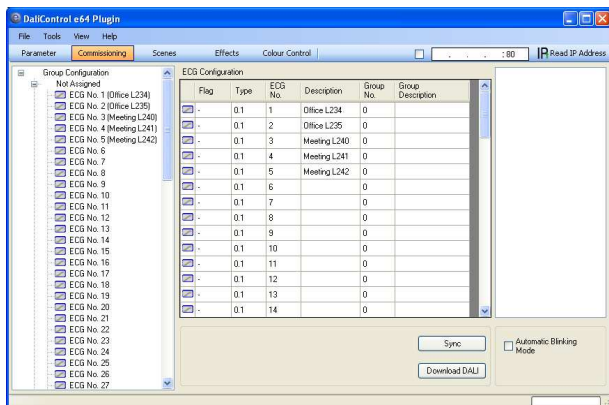 DaliControl e64 Plugin
File Tools View Help
Parameter Commissioning Scenes Effects Colour Control . . . :80 IP Read IP Address
Group Configuration
Not Assigned
ECG No. 1 (Office L234)
ECG No. 2 (Office L235)
ECG No. 3 (Meeting L240)
ECG No. 4 (Meeting L241)
ECG No. 5 (Meeting L242)
ECG No. 6
ECG No. 7
ECG No. 8
ECG No. 9
ECG No. 10
ECG No. 11
ECG No. 12
ECG No. 13
ECG No. 14
ECG No. 15
ECG No. 16
ECG No. 17
ECG No. 18
ECG No. 19
ECG No. 20
ECG No. 21
ECG No. 22
ECG No. 23
ECG No. 24
ECG No. 25
ECG No. 26
ECG No. 27
ECG Configuration
Flag Type ECG No. Description Group No. Group Description
- 0.1 1 Office L234 0
- 0.1 2 Office L235 0
- 0.1 3 Meeting L240 0
- 0.1 4 Meeting L241 0
- 0.1 5 Meeting L242 0
- 0.1 6 0
- 0.1 7 0
- 0.1 8 0
- 0.1 9 0
- 0.1 10 0
- 0.1 11 0
- 0.1 12 0
- 0.1 13 0
- 0.1 14 0
Sync
Download DALI
Automatic Blinking
Mode